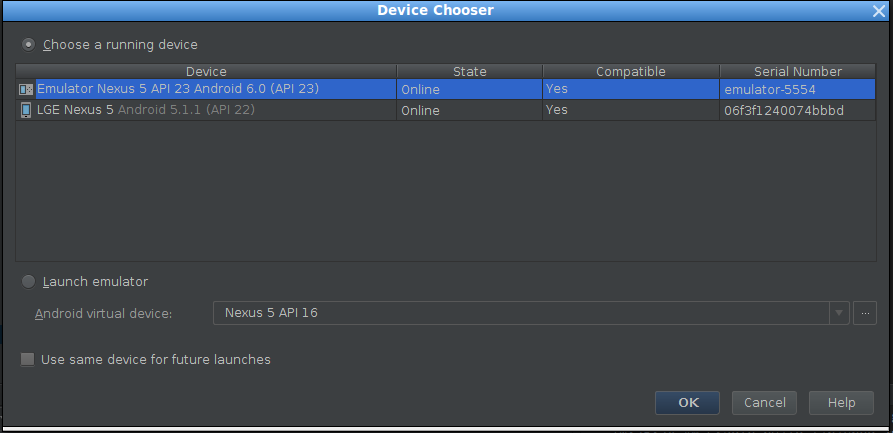 Device Chooser
Choose a running device
Device State Compatible Serial Number
Emulator Nexus 5 API 23 Android 6.0 (API 23) Online Yes emulator-5554
LGE Nexus 5 Android 5.1.1 (API 22) Online Yes 06f3f1240074bbbd
Launch emulator
Android virtual device: Nexus 5 API 16 ...
Use same device for future launches
OK Cancel Help